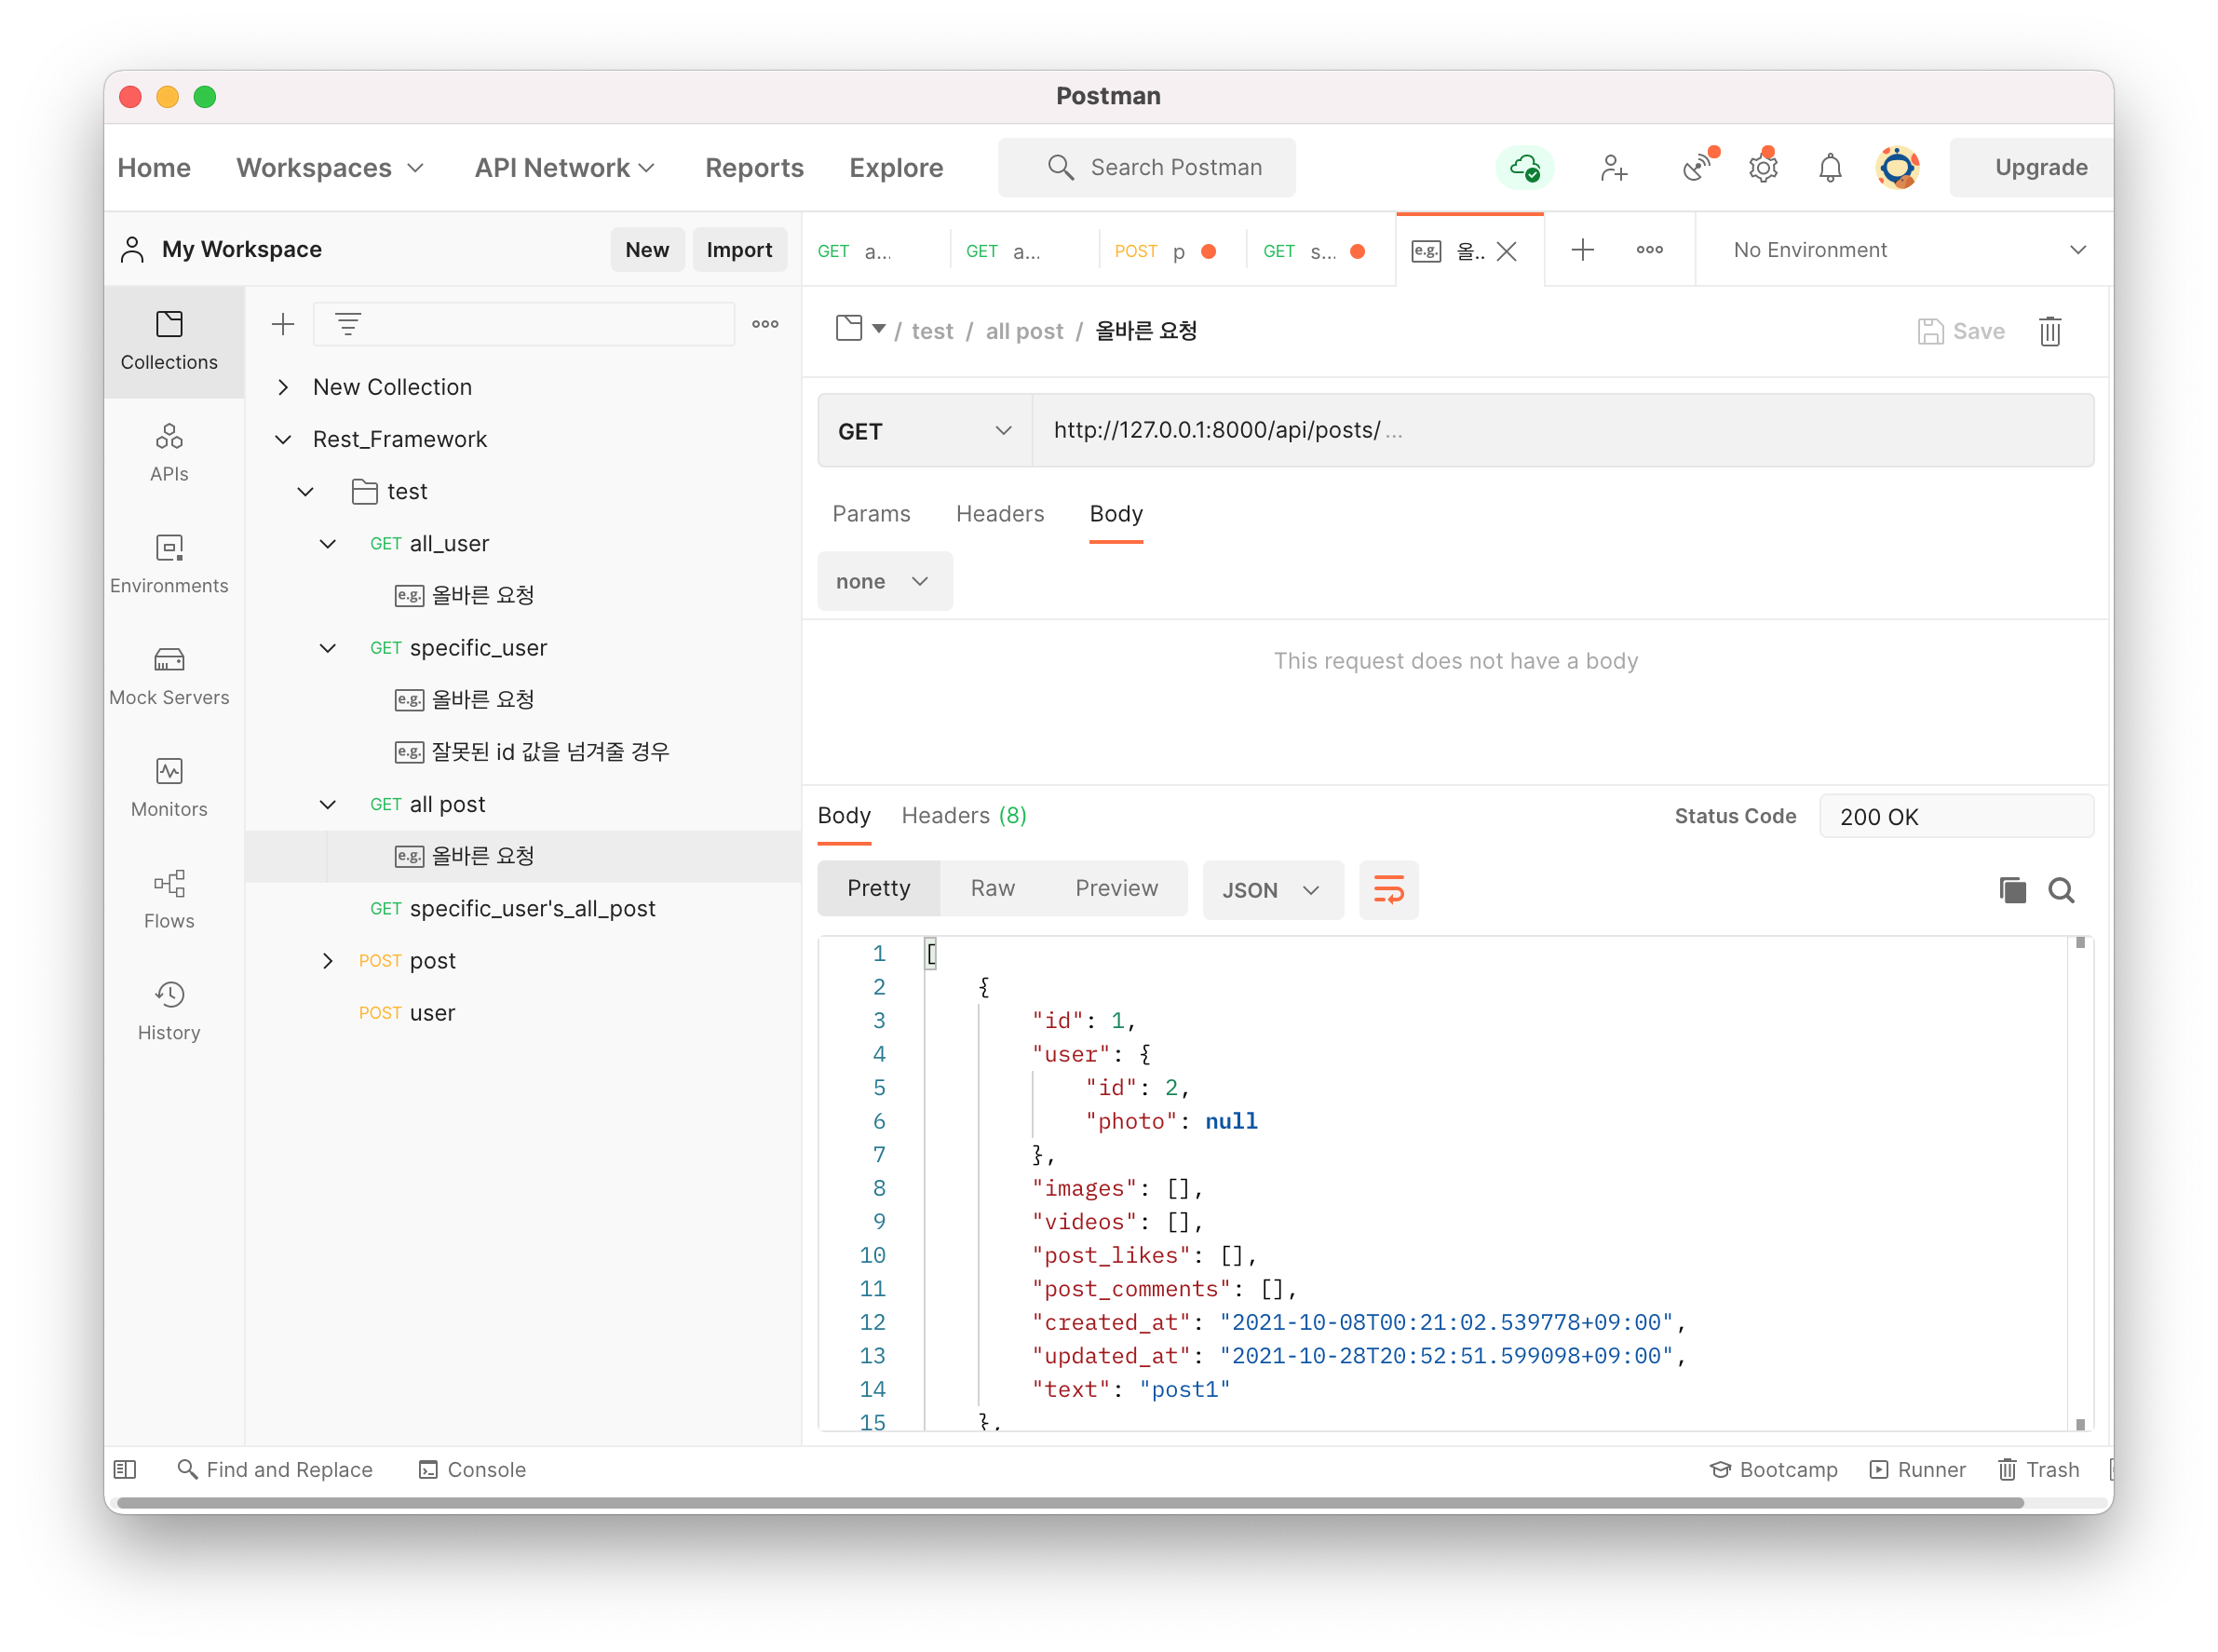 Postman
Home Workspaces API Network Reports Explore Search Postman Upgrade
My Workspace New Import
GET a... GET a... POST p GET s... e.g. 올.. No Environment
Collections
APIs
Environments
Mock Servers
Monitors
Flows
History
New Collection
Rest_Framework
test
GET all_user
e.g. 올바른 요청
GET specific_user
e.g. 올바른 요청
e.g. 잘못된 id 값을 넘겨줄 경우
GET all post
e.g. 올바른 요청
GET specific_user's_all_post
POST post
POST user
/ test / all post / 올바른 요청 Save
GET http://127.0.0.1:8000/api/posts/ ...
Params Headers Body
none
This request does not have a body
Body Headers (8) Status Code 200 OK
Pretty Raw Preview JSON
1 [
2 {
3 "id": 1,
4 "user": {
5 "id": 2,
6 "photo": null
7 },
8 "images": [],
9 "videos": [],
10 "post_likes": [],
11 "post_comments": [],
12 "created_at": "2021-10-08T00:21:02.539778+09:00",
13 "updated_at": "2021-10-28T20:52:51.599098+09:00",
14 "text": "post1"
15 },
Find and Replace Console Bootcamp Runner Trash